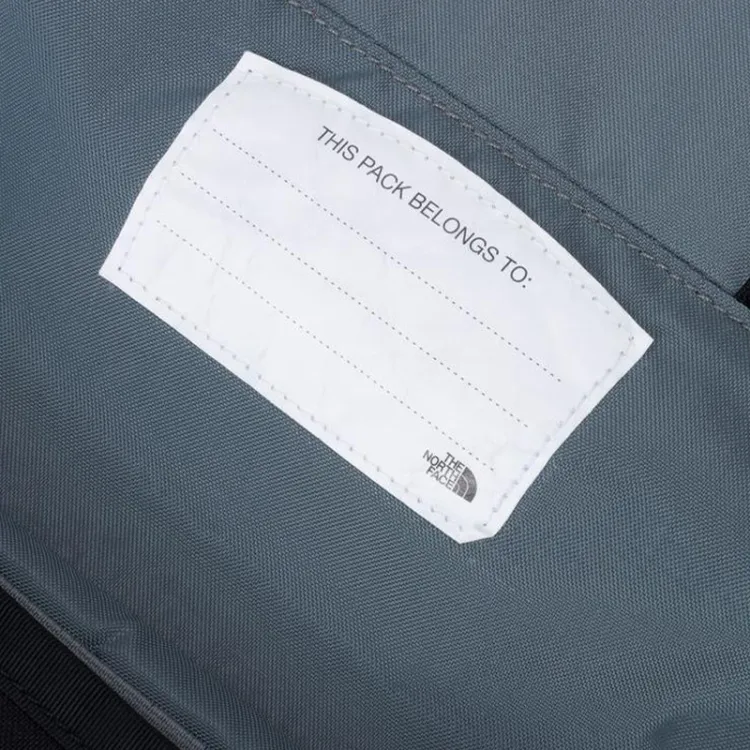 THIS PACK BELONGS TO:
THE
NORTH
FACE